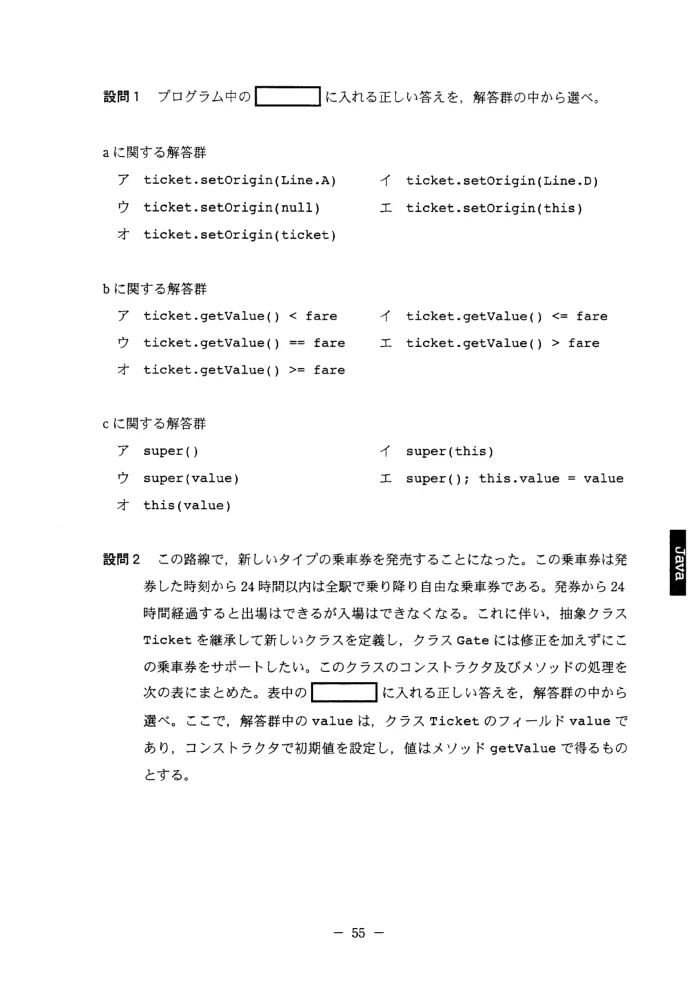 設問1 プログラム中の　　　に入れる正しい答えを，解答群の中から選べ。
a に関する解答群
ア ticket.setOrigin(Line.A) イ ticket.setOrigin(Line.D)
ウ ticket.setOrigin(null) エ ticket.setOrigin(this)
オ ticket.setOrigin(ticket)
b に関する解答群
ア ticket.getValue() < fare イ ticket.getValue() <= fare
ウ ticket.getValue() == fare エ ticket.getValue() > fare
オ ticket.getValue() >= fare
c に関する解答群
ア super() イ super(this)
ウ super(value) エ super(); this.value = value
オ this(value)
設問2 この路線で，新しいタイプの乗車券を発売することになった。この乗車券は発
券した時刻から 24 時間以内は全駅で乗り降り自由な乗車券である。発券から 24
時間経過すると出場はできるが入場はできなくなる。これに伴い，抽象クラス
Ticket を継承して新しいクラスを定義し，クラス Gate には修正を加えずにこ
の乗車券をサポートしたい。このクラスのコンストラクタ及びメソッドの処理を
次の表にまとめた。表中の　　　に入れる正しい答えを，解答群の中から
選べ。ここで，解答群中の value は，クラス Ticket のフィールド value で
あり，コンストラクタで初期値を設定し，値はメソッド getValue で得るもの
とする。
Java
－ 55 －